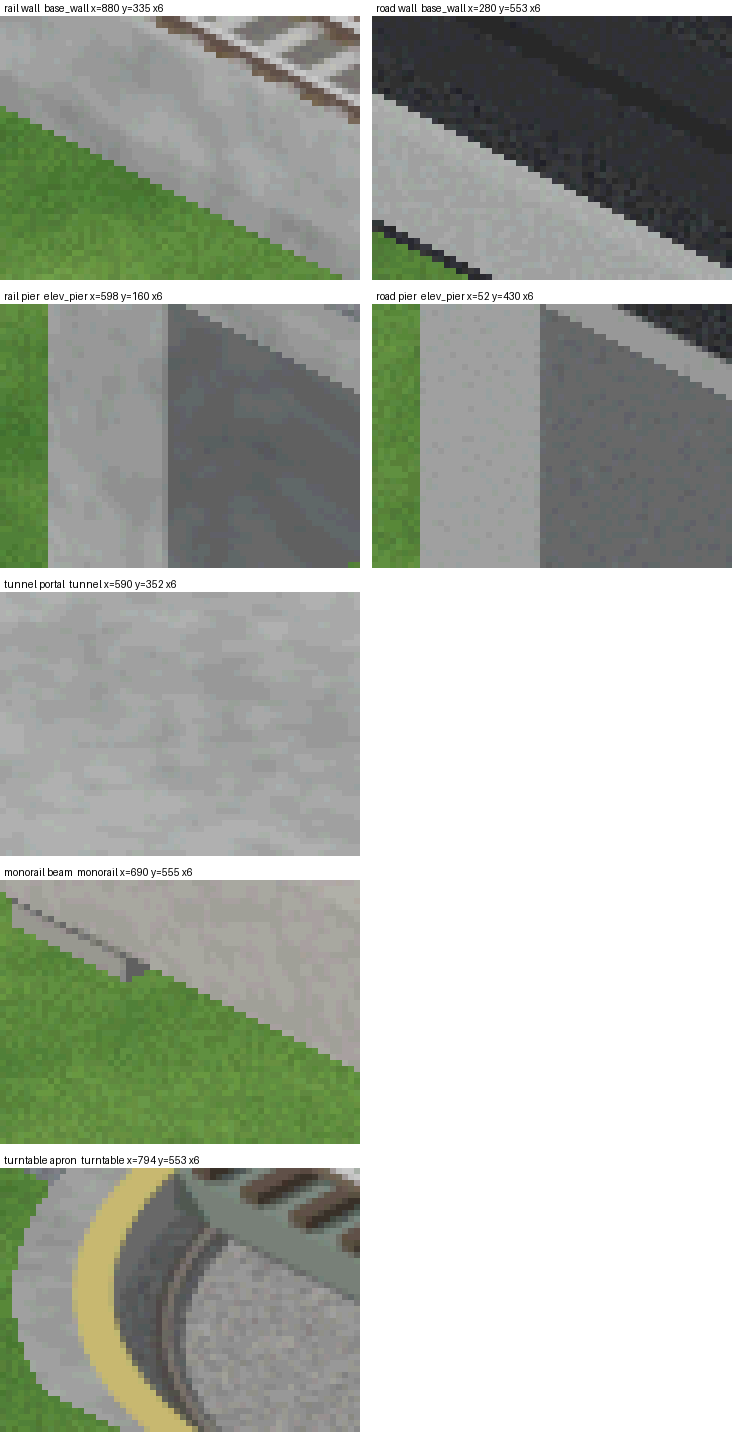 rail wall  base_wall x=880 y=335 x6
road wall  base_wall x=280 y=553 x6
rail pier  elev_pier x=598 y=160 x6
road pier  elev_pier x=52 y=430 x6
tunnel portal  tunnel x=590 y=352 x6
monorail beam  monorail x=690 y=555 x6
turntable apron  turntable x=794 y=553 x6